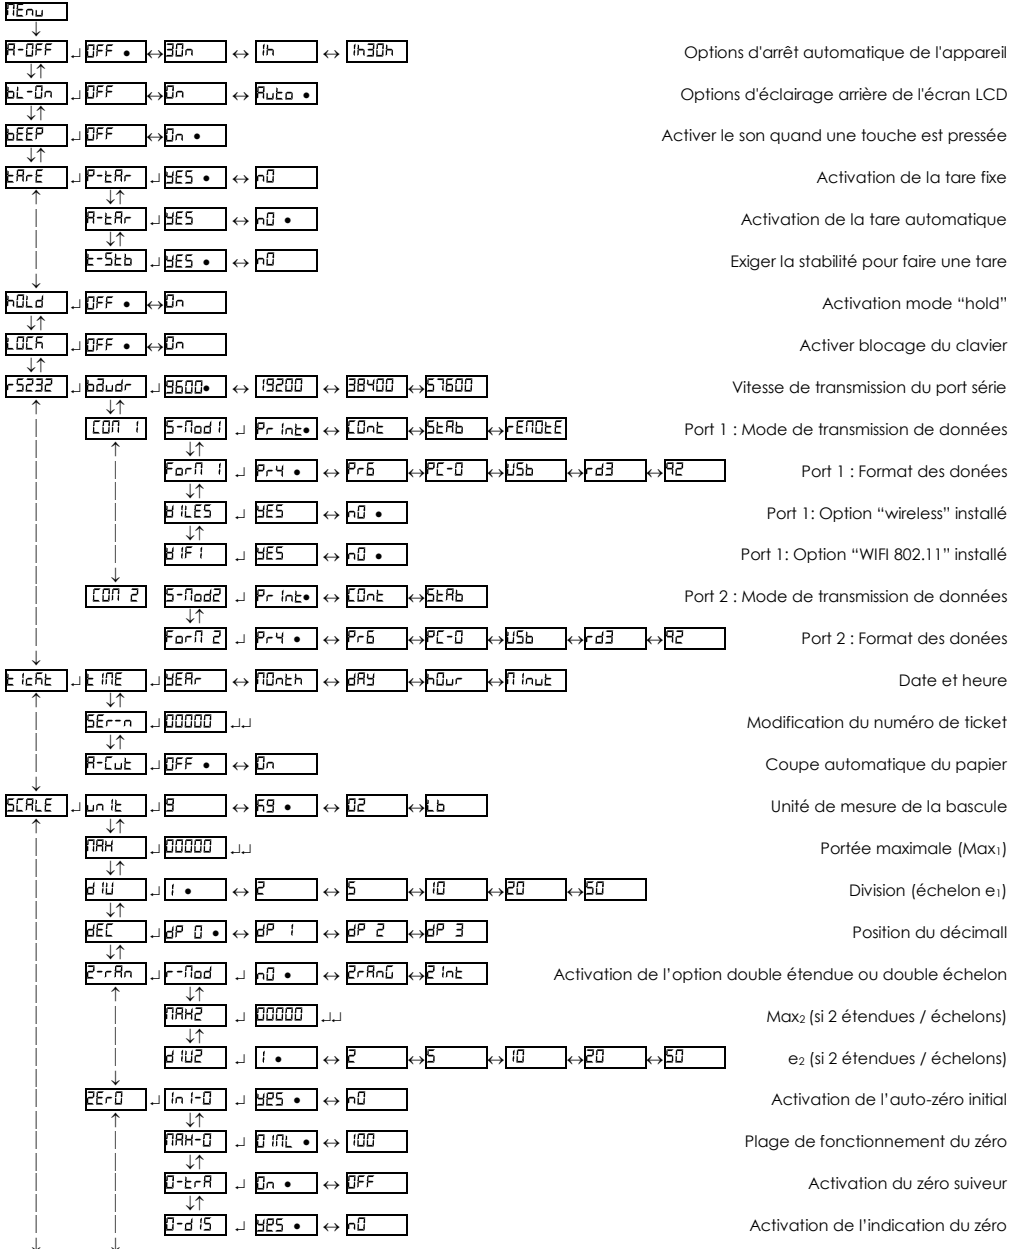 MEnu
A-OFF OFF • 30n 1h 1h30h Options d'arrêt automatique de l'appareil
bL-On OFF On Auto • Options d'éclairage arrière de l'écran LCD
bEEP OFF On • Activer le son quand une touche est pressée
tArE P-tAr YES • nO Activation de la tare fixe
A-tAr YES nO • Activation de la tare automatique
t-Stb YES • nO Exiger la stabilité pour faire une tare
hOLd OFF • On Activation mode “hold”
LOCK OFF • On Activer blocage du clavier
rS232 bAudr 9600• 19200 38400 57600 Vitesse de transmission du port série
COM 1 S-Mod1 Print• COnt StAb rEMOtE Port 1 : Mode de transmission de données
ForM 1 Pr4 • Pr6 PC-0 USb rd3 92 Port 1 : Format des donées
WILES YES nO • Port 1: Option “wireless” installé
WIFI YES nO • Port 1: Option “WIFI 802.11” installé
COM 2 S-Mod2 Print• COnt StAb Port 2 : Mode de transmission de données
ForM 2 Pr4 • Pr6 PC-0 USb rd3 92 Port 2 : Format des donées
tIcKt tIME YEAr MOnth dAY hOur MInut Date et heure
SEr-n 00000 Modification du numéro de ticket
A-Cut OFF • On Coupe automatique du papier
SCALE unIt g Kg • OZ Lb Unité de mesure de la bascule
MAX 00000 Portée maximale (Max1)
dIV 1 • 2 5 10 20 50 Division (échelon e1)
dEC dP 0 • dP 1 dP 2 dP 3 Position du décimall
2-rAn r-Mod nO • 2rAnG 2Int Activation de l’option double étendue ou double échelon
MAX2 00000 Max2 (si 2 étendues / échelons)
dIV2 1 • 2 5 10 20 50 e2 (si 2 étendues / échelons)
ZErO InI-0 YES • nO Activation de l’auto-zéro initial
MAX-0 OIML • 100 Plage de fonctionnement du zéro
0-trA On • OFF Activation du zéro suiveur
0-dIS YES • nO Activation de l’indication du zéro